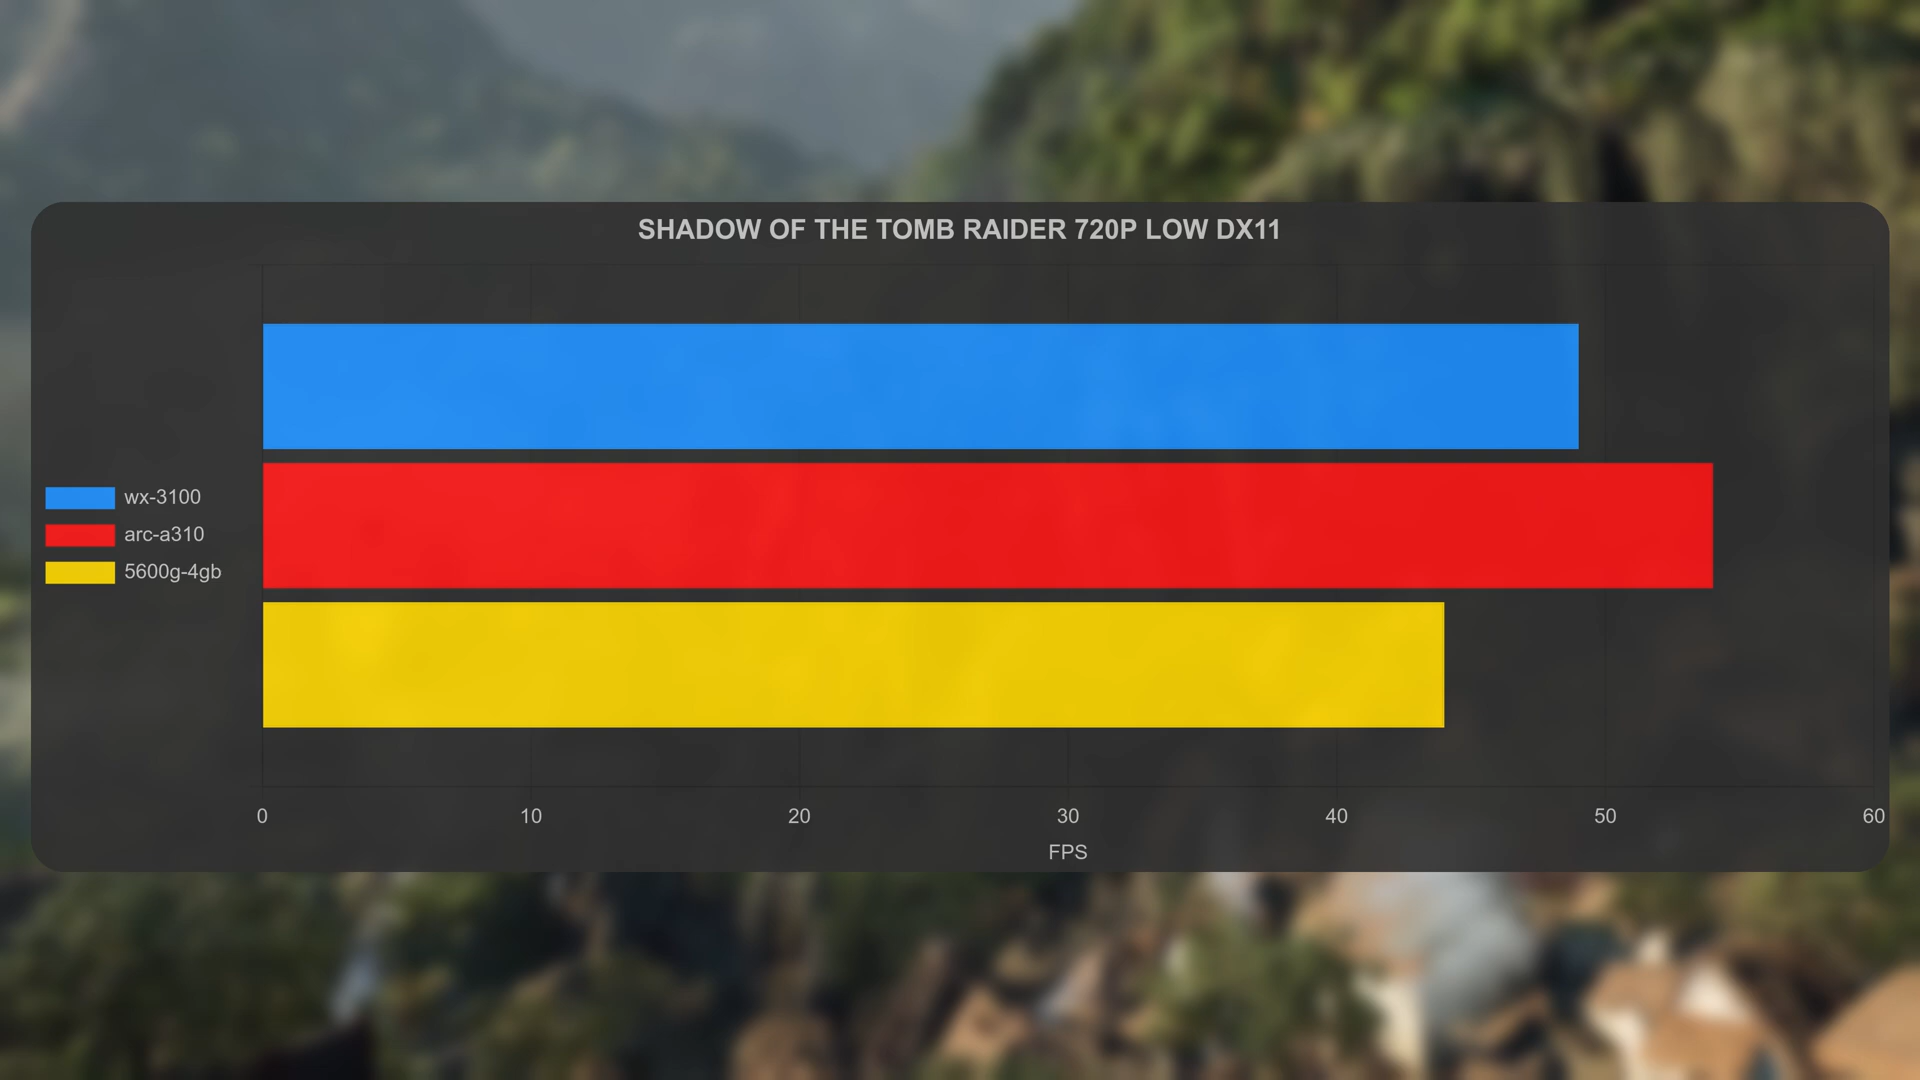 SHADOW OF THE TOMB RAIDER 720P LOW DX11
wx-3100
arc-a310
5600g-4gb
0 10 20 30 40 50 60
FPS